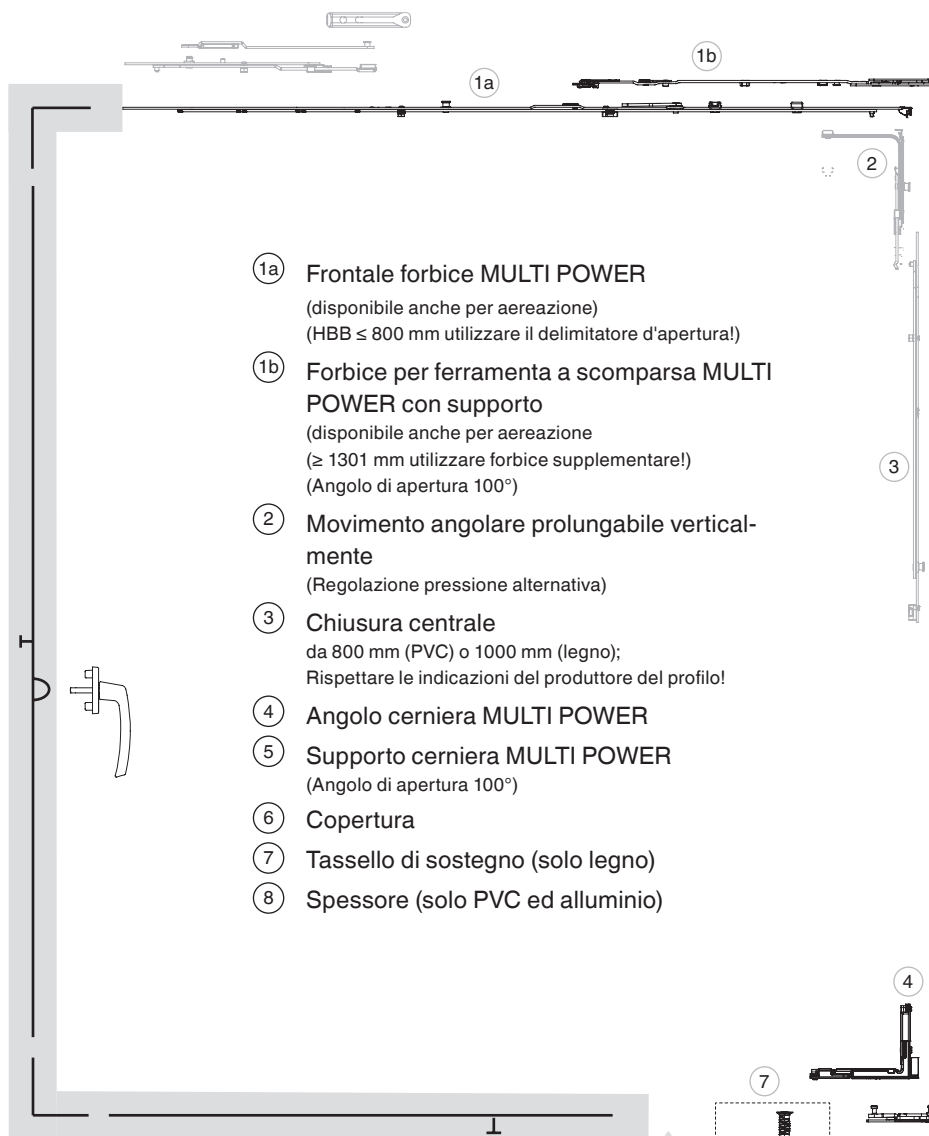 1a
1b
2
1a Frontale forbice MULTI POWER
(disponibile anche per aereazione)
(HBB ≤ 800 mm utilizzare il delimitatore d'apertura!)
1b Forbice per ferramenta a scomparsa MULTI
POWER con supporto
(disponibile anche per aereazione
(≥ 1301 mm utilizzare forbice supplementare!)
(Angolo di apertura 100°)
3
2 Movimento angolare prolungabile vertical-
mente
(Regolazione pressione alternativa)
3 Chiusura centrale
da 800 mm (PVC) o 1000 mm (legno);
Rispettare le indicazioni del produttore del profilo!
4 Angolo cerniera MULTI POWER
5 Supporto cerniera MULTI POWER
(Angolo di apertura 100°)
6 Copertura
7 Tassello di sostegno (solo legno)
8 Spessore (solo PVC ed alluminio)
4
7